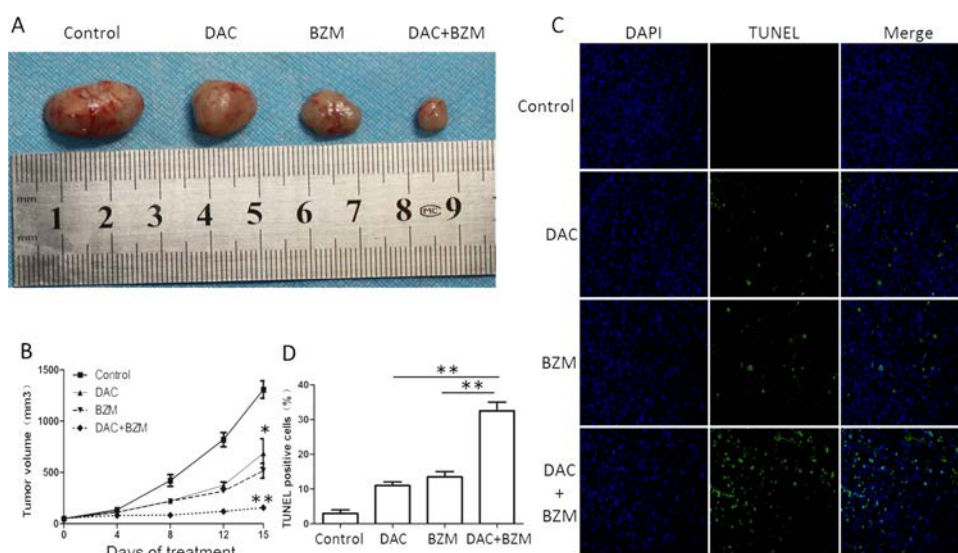 A
Control DAC BZM DAC+BZM
mm
1 2 3 4 5 6 7 8 MC 9
mm
B
Tumor volume (mm3)
1500
1000
500
0
Control
DAC
BZM
DAC+BZM
*
**
0 4 8 12 15
Days of treatment
D
TUNEL positive cells (%)
40
30
20
10
0
**
**
Control DAC BZM DAC+BZM
C
DAPI TUNEL Merge
Control
DAC
BZM
DAC
+
BZM